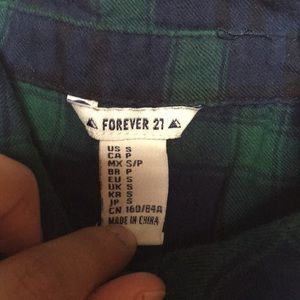 FOREVER 21
US S
CA P
MX S/P
BR P
EU S
UK S
KR S
JP S
CN 160/84A
MADE IN CHINA